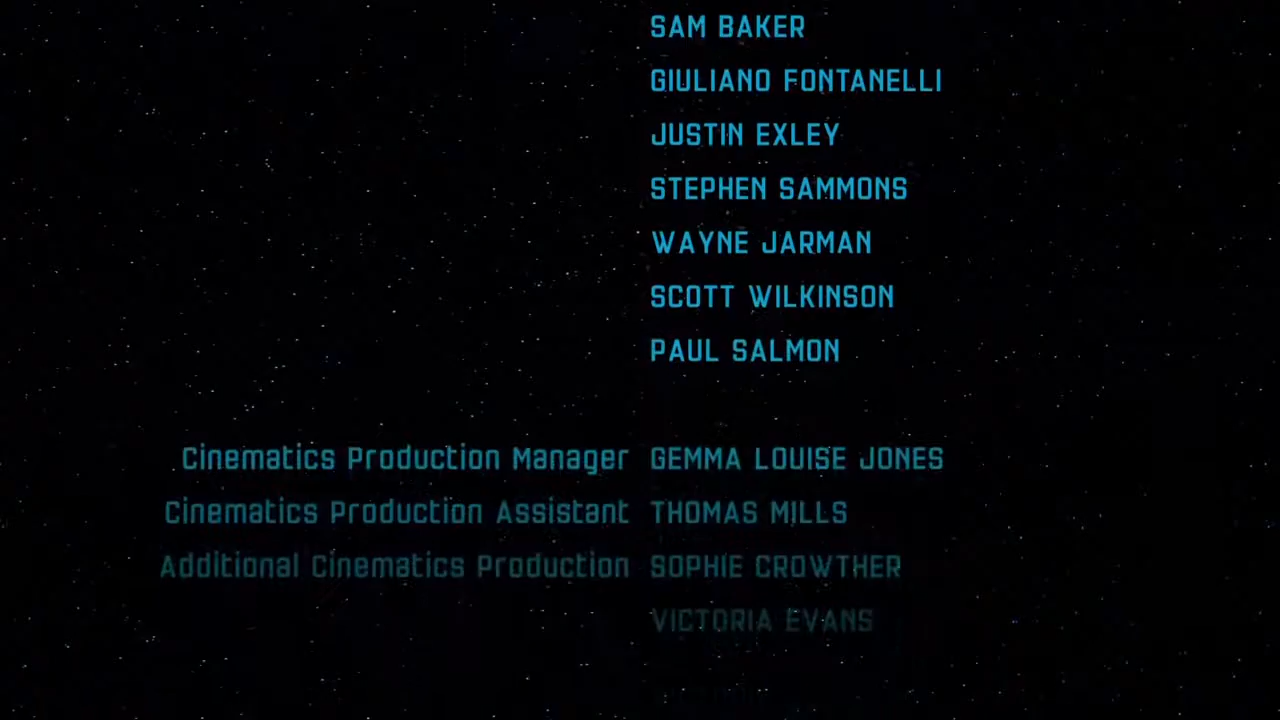 SAM BAKER
GIULIANO FONTANELLI
JUSTIN EXLEY
STEPHEN SAMMONS
WAYNE JARMAN
SCOTT WILKINSON
PAUL SALMON
Cinematics Production Manager GEMMA LOUISE JONES
Cinematics Production Assistant THOMAS MILLS
Additional Cinematics Production SOPHIE CROWTHER
VICTORIA EVANS